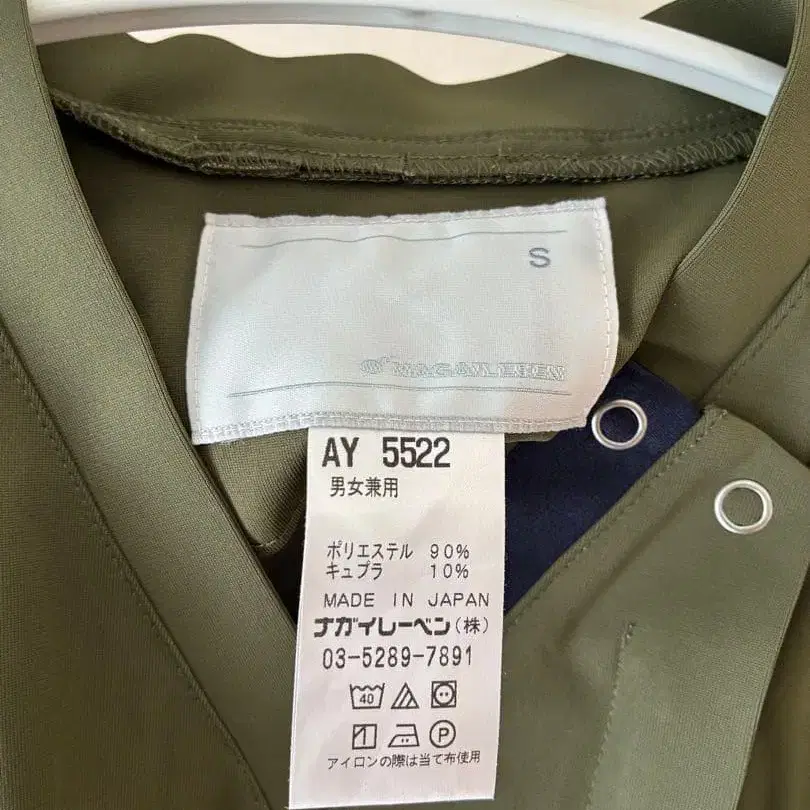 S
NAGAILEBEN
AY 5522
男女兼用
ポリエステル 90%
キュプラ 10%
MADE IN JAPAN
ナガイレーベン(株)
03-5289-7891
40
P
アイロンの際は当て布使用